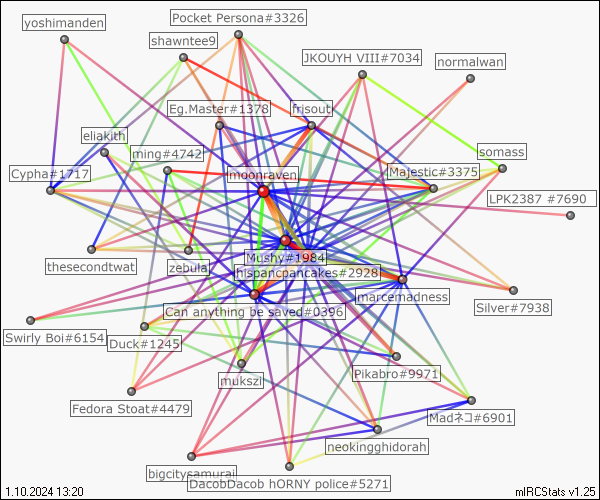 yoshimanden
Pocket Persona#3326
shawntee9
JKOUYH VIII#7034
normalwan
Eg.Master#1378
frisout
eliakith
ming#4742
somass
Cypha#1717
moonraven
Majestic#3375
LPK2387 #7690
Mushy#1984
thesecondtwat
zebula
hispancpancakes#2928
marcemadness
Silver#7938
Can anything be saved#0396
Swirly Boi#6154
Duck#1245
Pikabro#9971
mukszi
Fedora Stoat#4479
Madネコ#6901
neokingghidorah
bigcitysamurai
DacobDacob hORNY police#5271
1.10.2024 13:20
mIRCStats v1.25